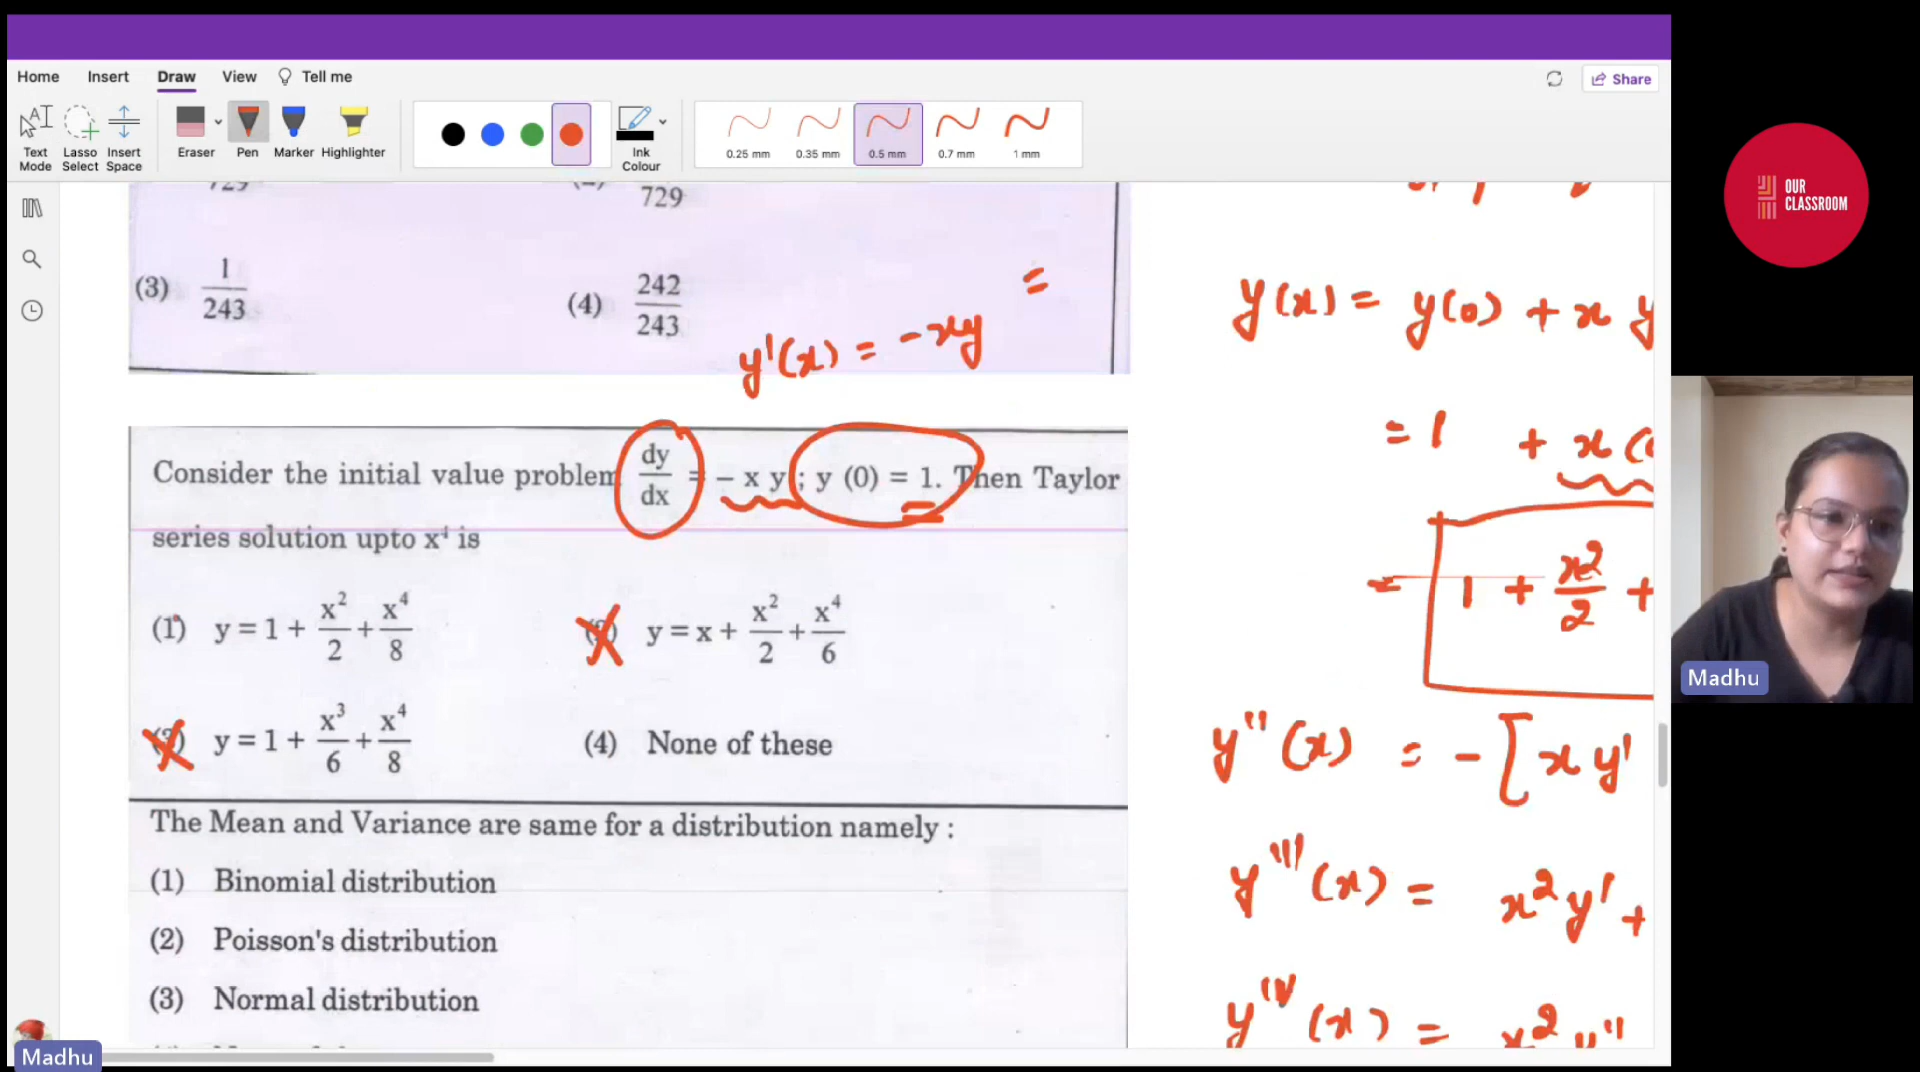 Home Insert Draw View Tell me
Share
Text Mode
Lasso Select
Insert Space
Eraser
Pen
Marker
Highlighter
Ink Colour
0.25 mm 0.35 mm 0.5 mm 0.7 mm 1 mm
OUR CLASSROOM
729 729
(3) 1/243 (4) 242/243
=
y'(x) = -xy
y(x) = y(0) + x y
= 1 + x (
Consider the initial value problem dy/dx = – x y ; y (0) = 1. Then Taylor
series solution upto x⁴ is
= 1 + x²/2 +
(1) y = 1 + x²/2 + x⁴/8 y = x + x²/2 + x⁴/6
y = 1 + x³/6 + x⁴/8 (4) None of these
y''(x) = - [ x y'
The Mean and Variance are same for a distribution namely :
(1) Binomial distribution
y'''(x) = x² y' +
(2) Poisson's distribution
(3) Normal distribution
(x) = x² y''
Madhu
Madhu